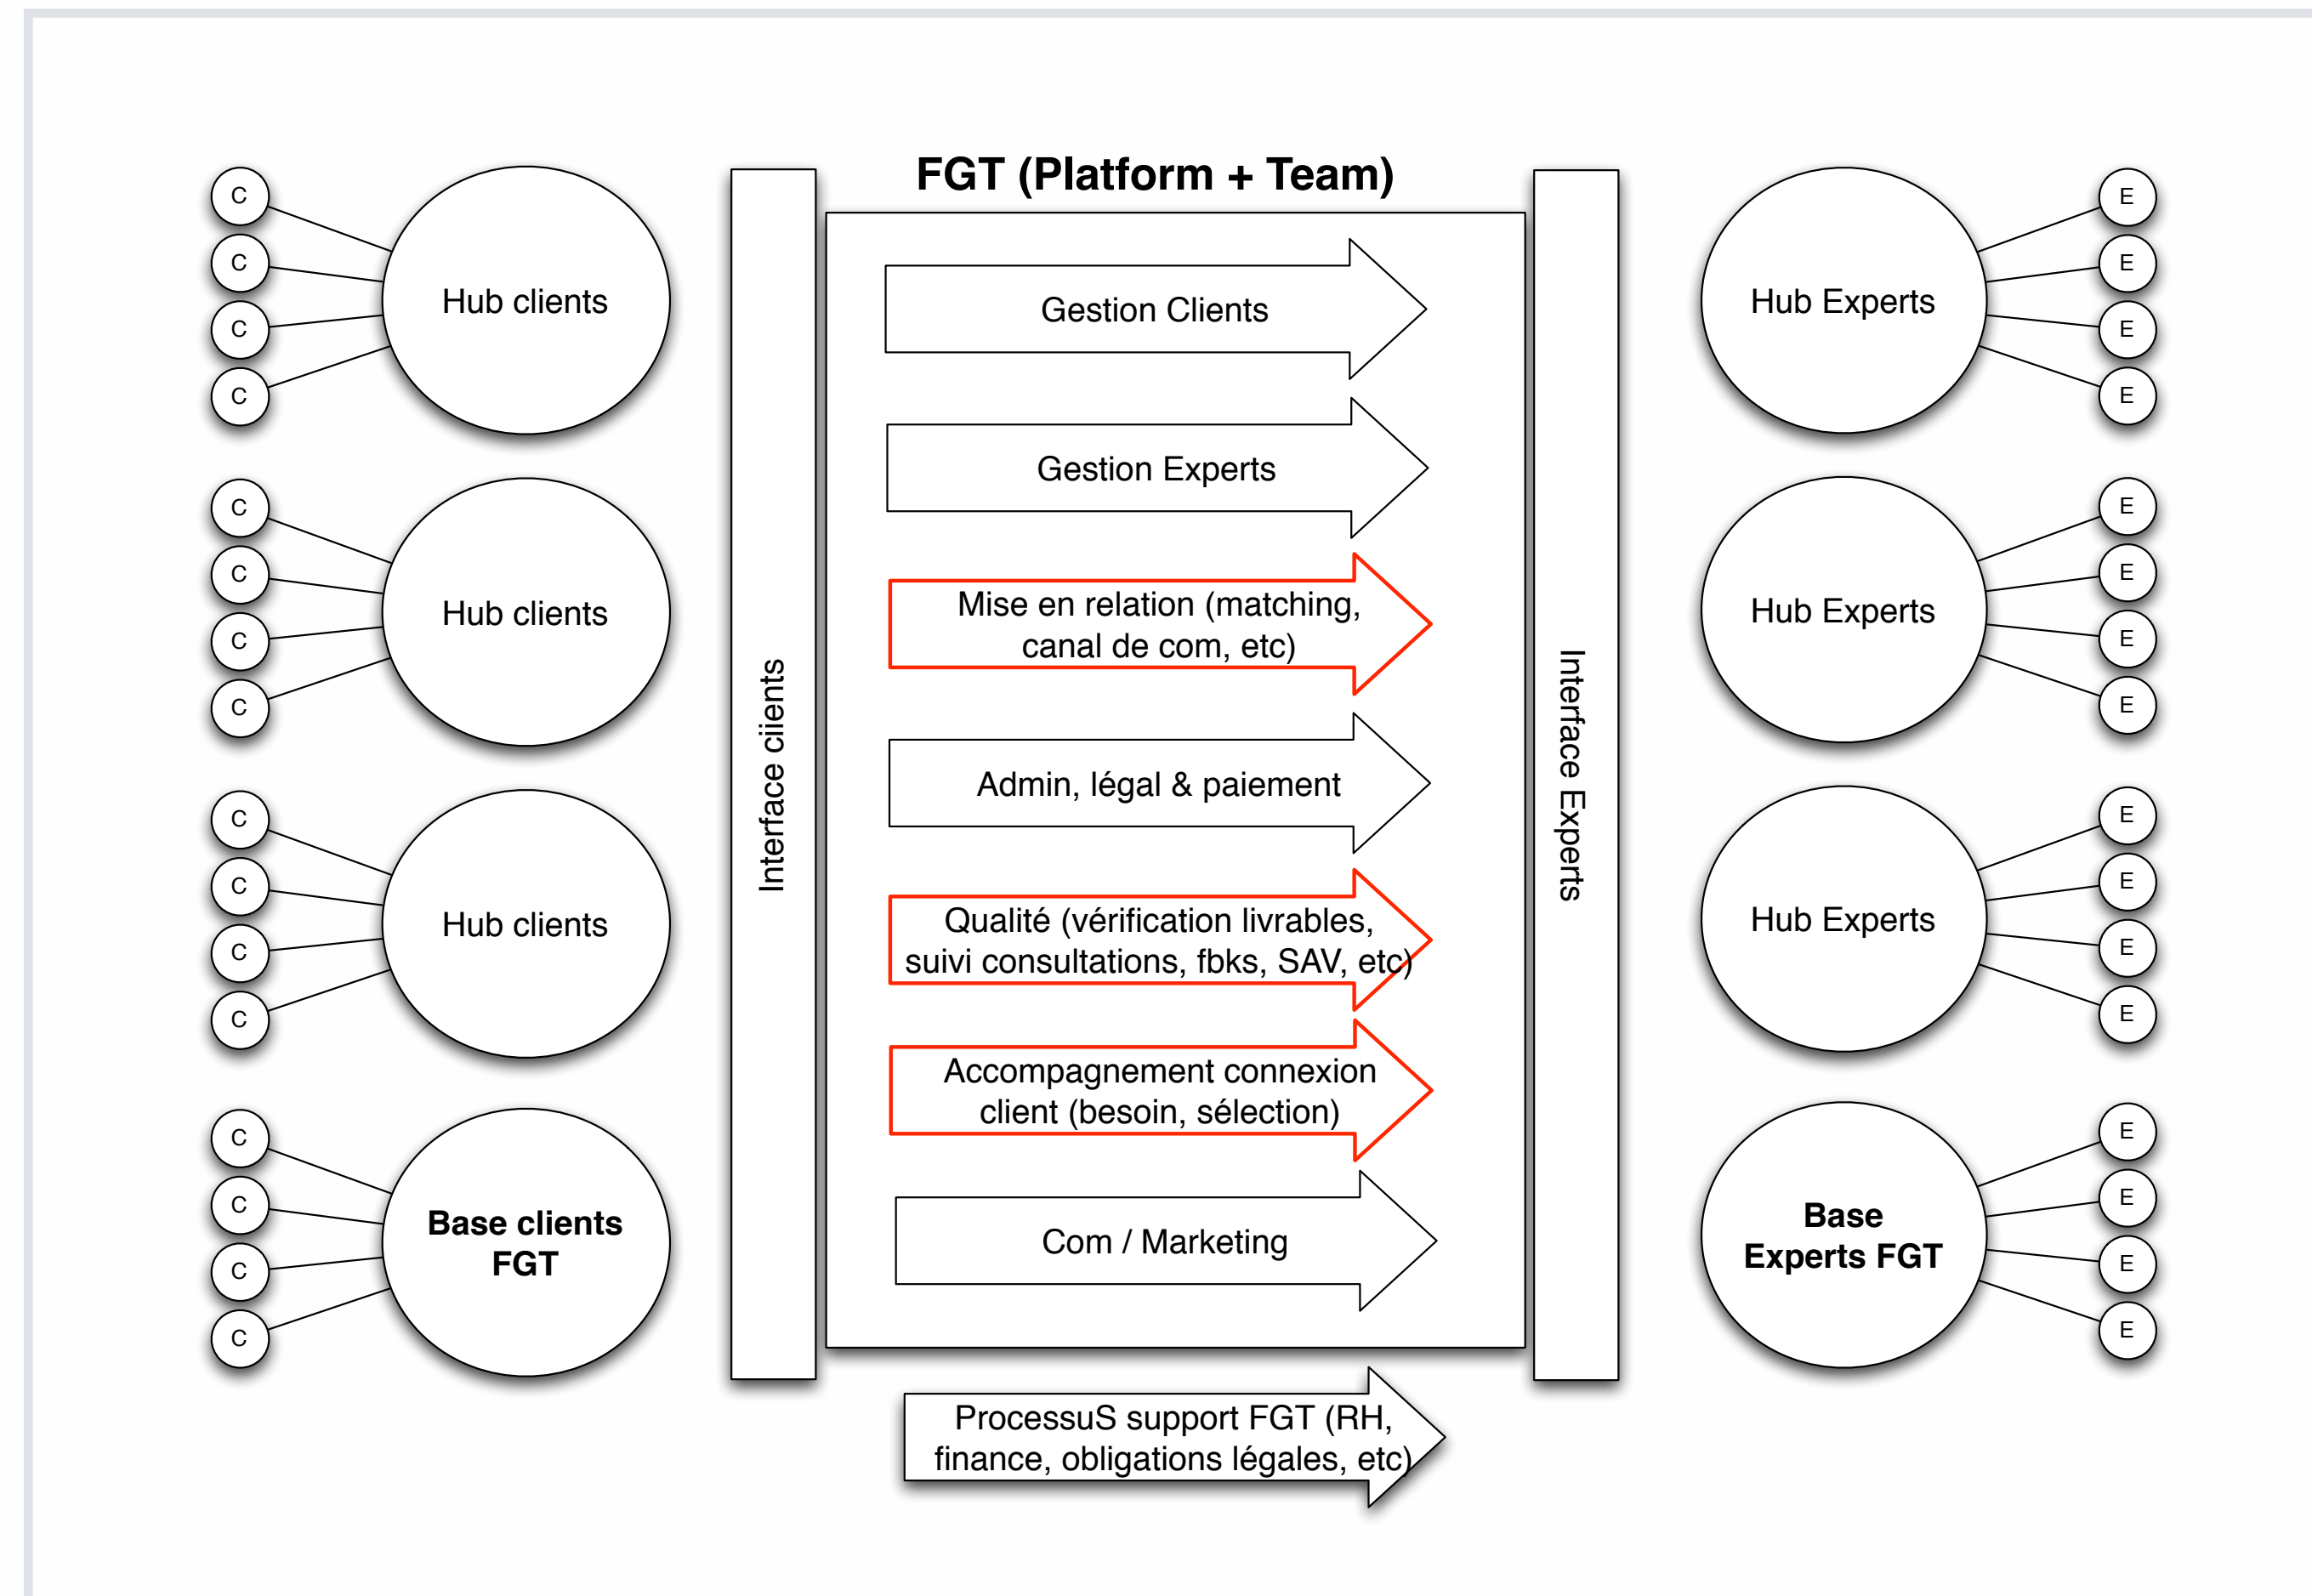 FGT (Platform + Team)
C
C
C
C
Hub clients
C
C
C
C
Hub clients
C
C
C
C
Hub clients
C
C
C
C
Base clients
FGT
Interface clients
Gestion Clients
Gestion Experts
Mise en relation (matching,
canal de com, etc)
Admin, légal & paiement
Qualité (vérification livrables,
suivi consultations, fbks, SAV, etc)
Accompagnement connexion
client (besoin, sélection)
Com / Marketing
ProcessuS support FGT (RH,
finance, obligations légales, etc)
Interface Experts
Hub Experts
E
E
E
E
Hub Experts
E
E
E
E
Hub Experts
E
E
E
E
Base
Experts FGT
E
E
E
E